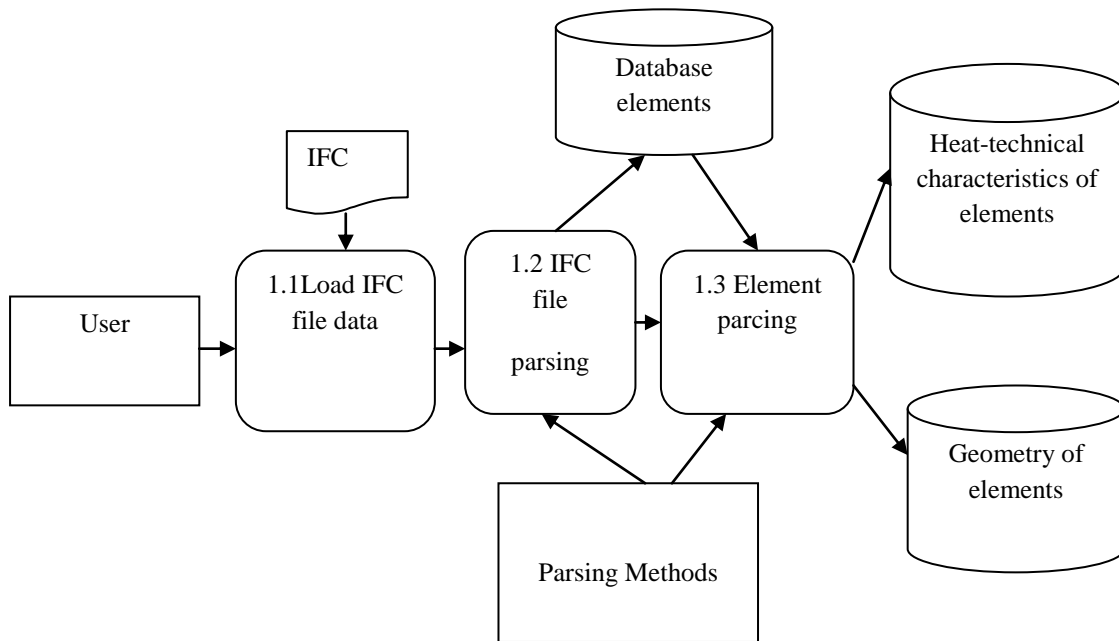 Database
elements
IFC
Heat-technical
characteristics of
elements
User
1.1Load IFC
file data
1.2 IFC
file
parsing
1.3 Element
parcing
Geometry of
elements
Parsing Methods